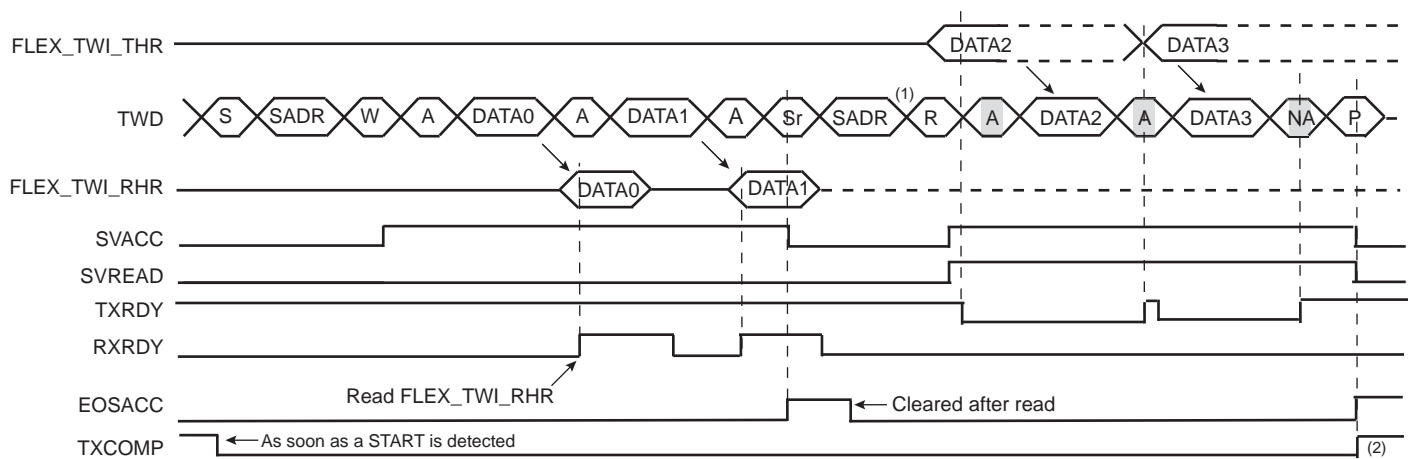 FLEX_TWI_THR DATA2 DATA3
(1)
TWD S SADR W A DATA0 A DATA1 A Sr SADR R A DATA2 A DATA3 NA P
FLEX_TWI_RHR DATA0 DATA1
SVACC
SVREAD
TXRDY
RXRDY
Read FLEX_TWI_RHR
EOSACC Cleared after read
TXCOMP As soon as a START is detected (2)